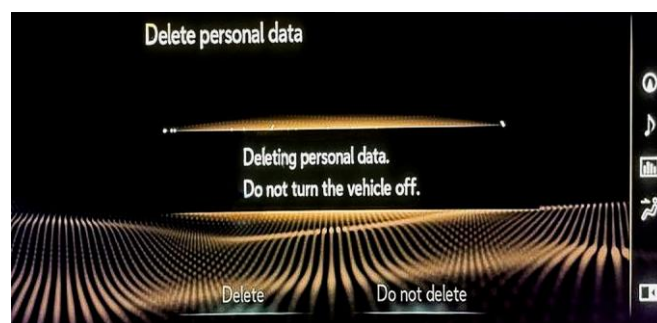 Delete personal data
Deleting personal data.
Do not turn the vehicle off.
Delete
Do not delete